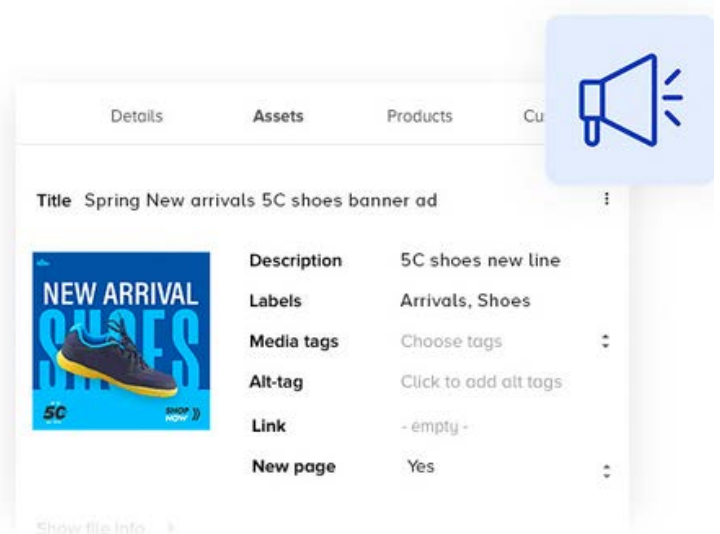 Details Assets Products Cu
Title Spring New arrivals 5C shoes banner ad
NEW ARRIVAL
SHOES
5C
SHOP NOW
Description 5C shoes new line
Labels Arrivals, Shoes
Media tags Choose tags
Alt-tag Click to add alt tags
Link - empty -
New page Yes
Show file info